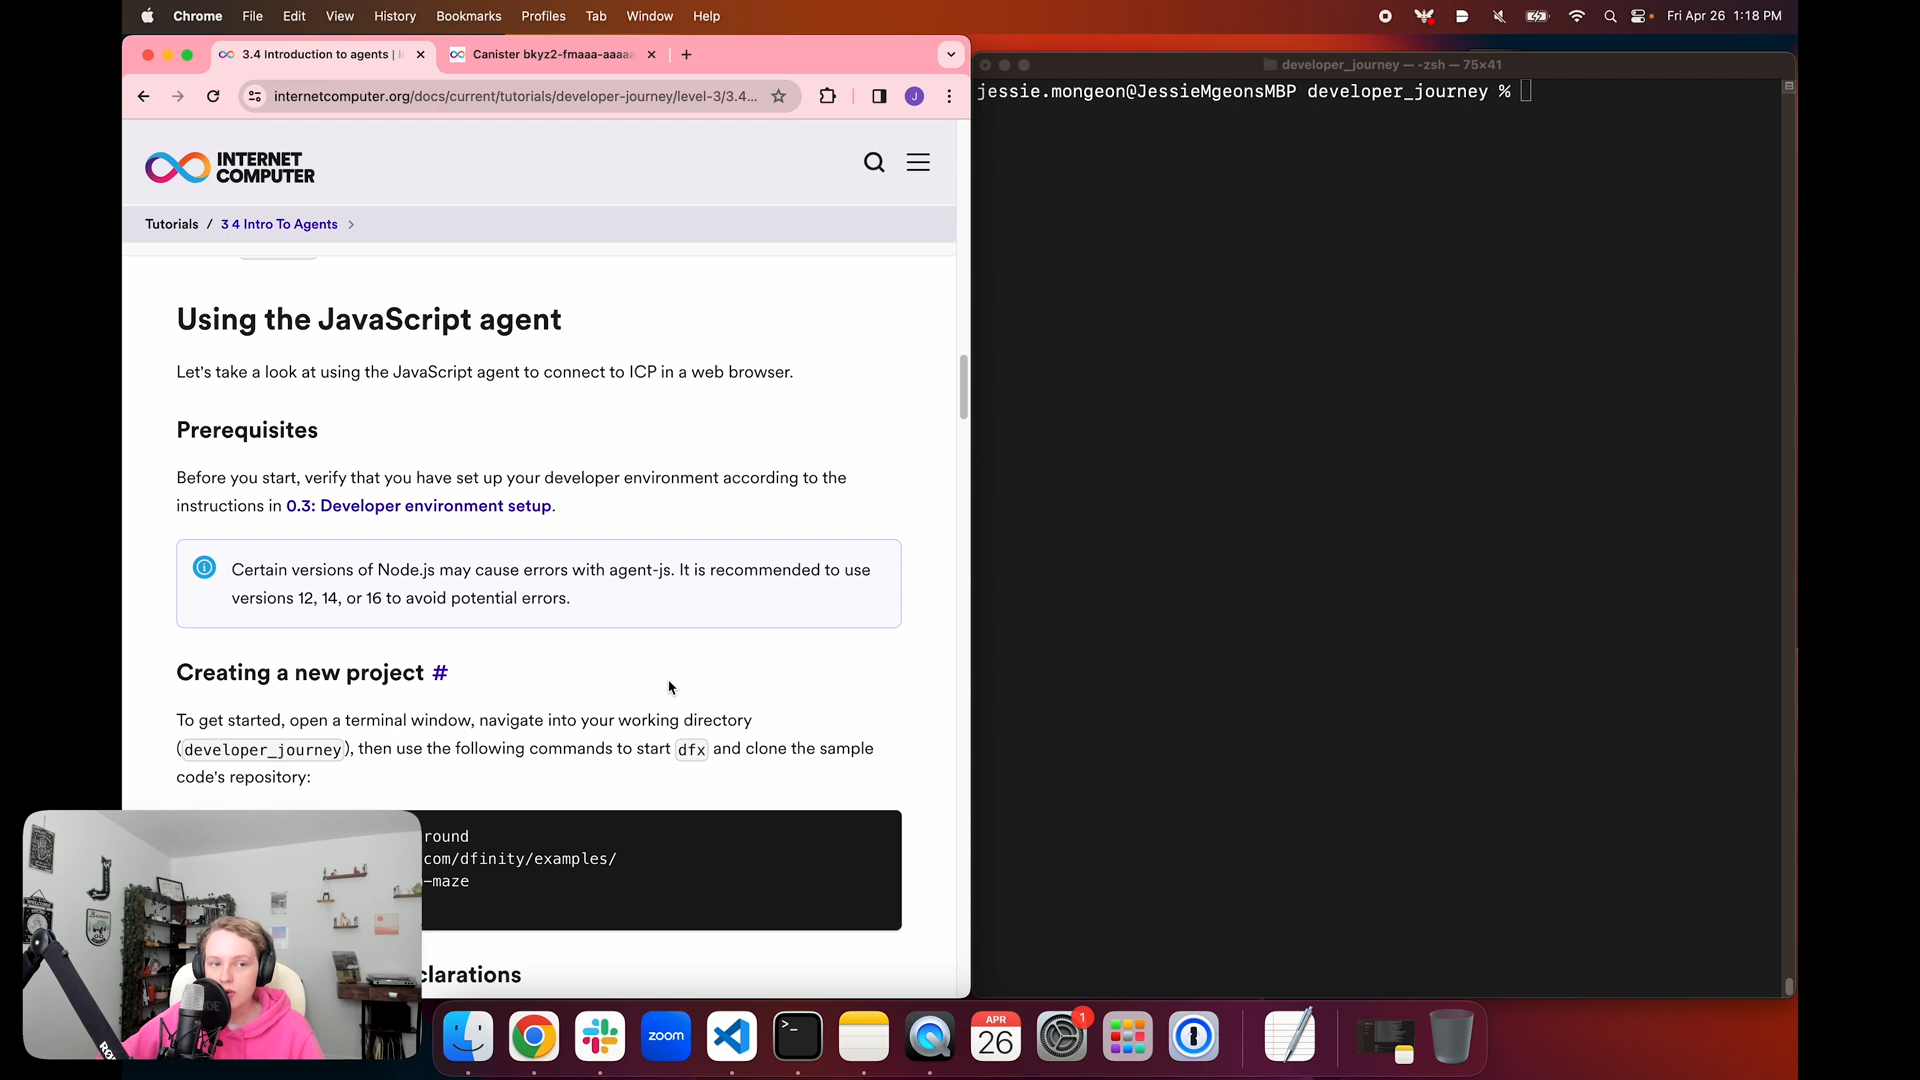 Chrome File Edit View History Bookmarks Profiles Tab Window Help
Fri Apr 26 1:18 PM
3.4 Introduction to agents |
Canister bkyz2-fmaaa-aaaaa
internetcomputer.org/docs/current/tutorials/developer-journey/level-3/3.4...
J
INTERNET
COMPUTER
Tutorials / 3 4 Intro To Agents >
Using the JavaScript agent
Let's take a look at using the JavaScript agent to connect to ICP in a web browser.
Prerequisites
Before you start, verify that you have set up your developer environment according to the
instructions in 0.3: Developer environment setup.
Certain versions of Node.js may cause errors with agent-js. It is recommended to use
versions 12, 14, or 16 to avoid potential errors.
Creating a new project #
To get started, open a terminal window, navigate into your working directory
(developer_journey), then use the following commands to start dfx and clone the sample
code's repository:
round
com/dfinity/examples/
-maze
clarations
developer_journey — -zsh — 75×41
jessie.mongeon@JessieMgeonsMBP developer_journey %
zoom
>_
APR
26
1